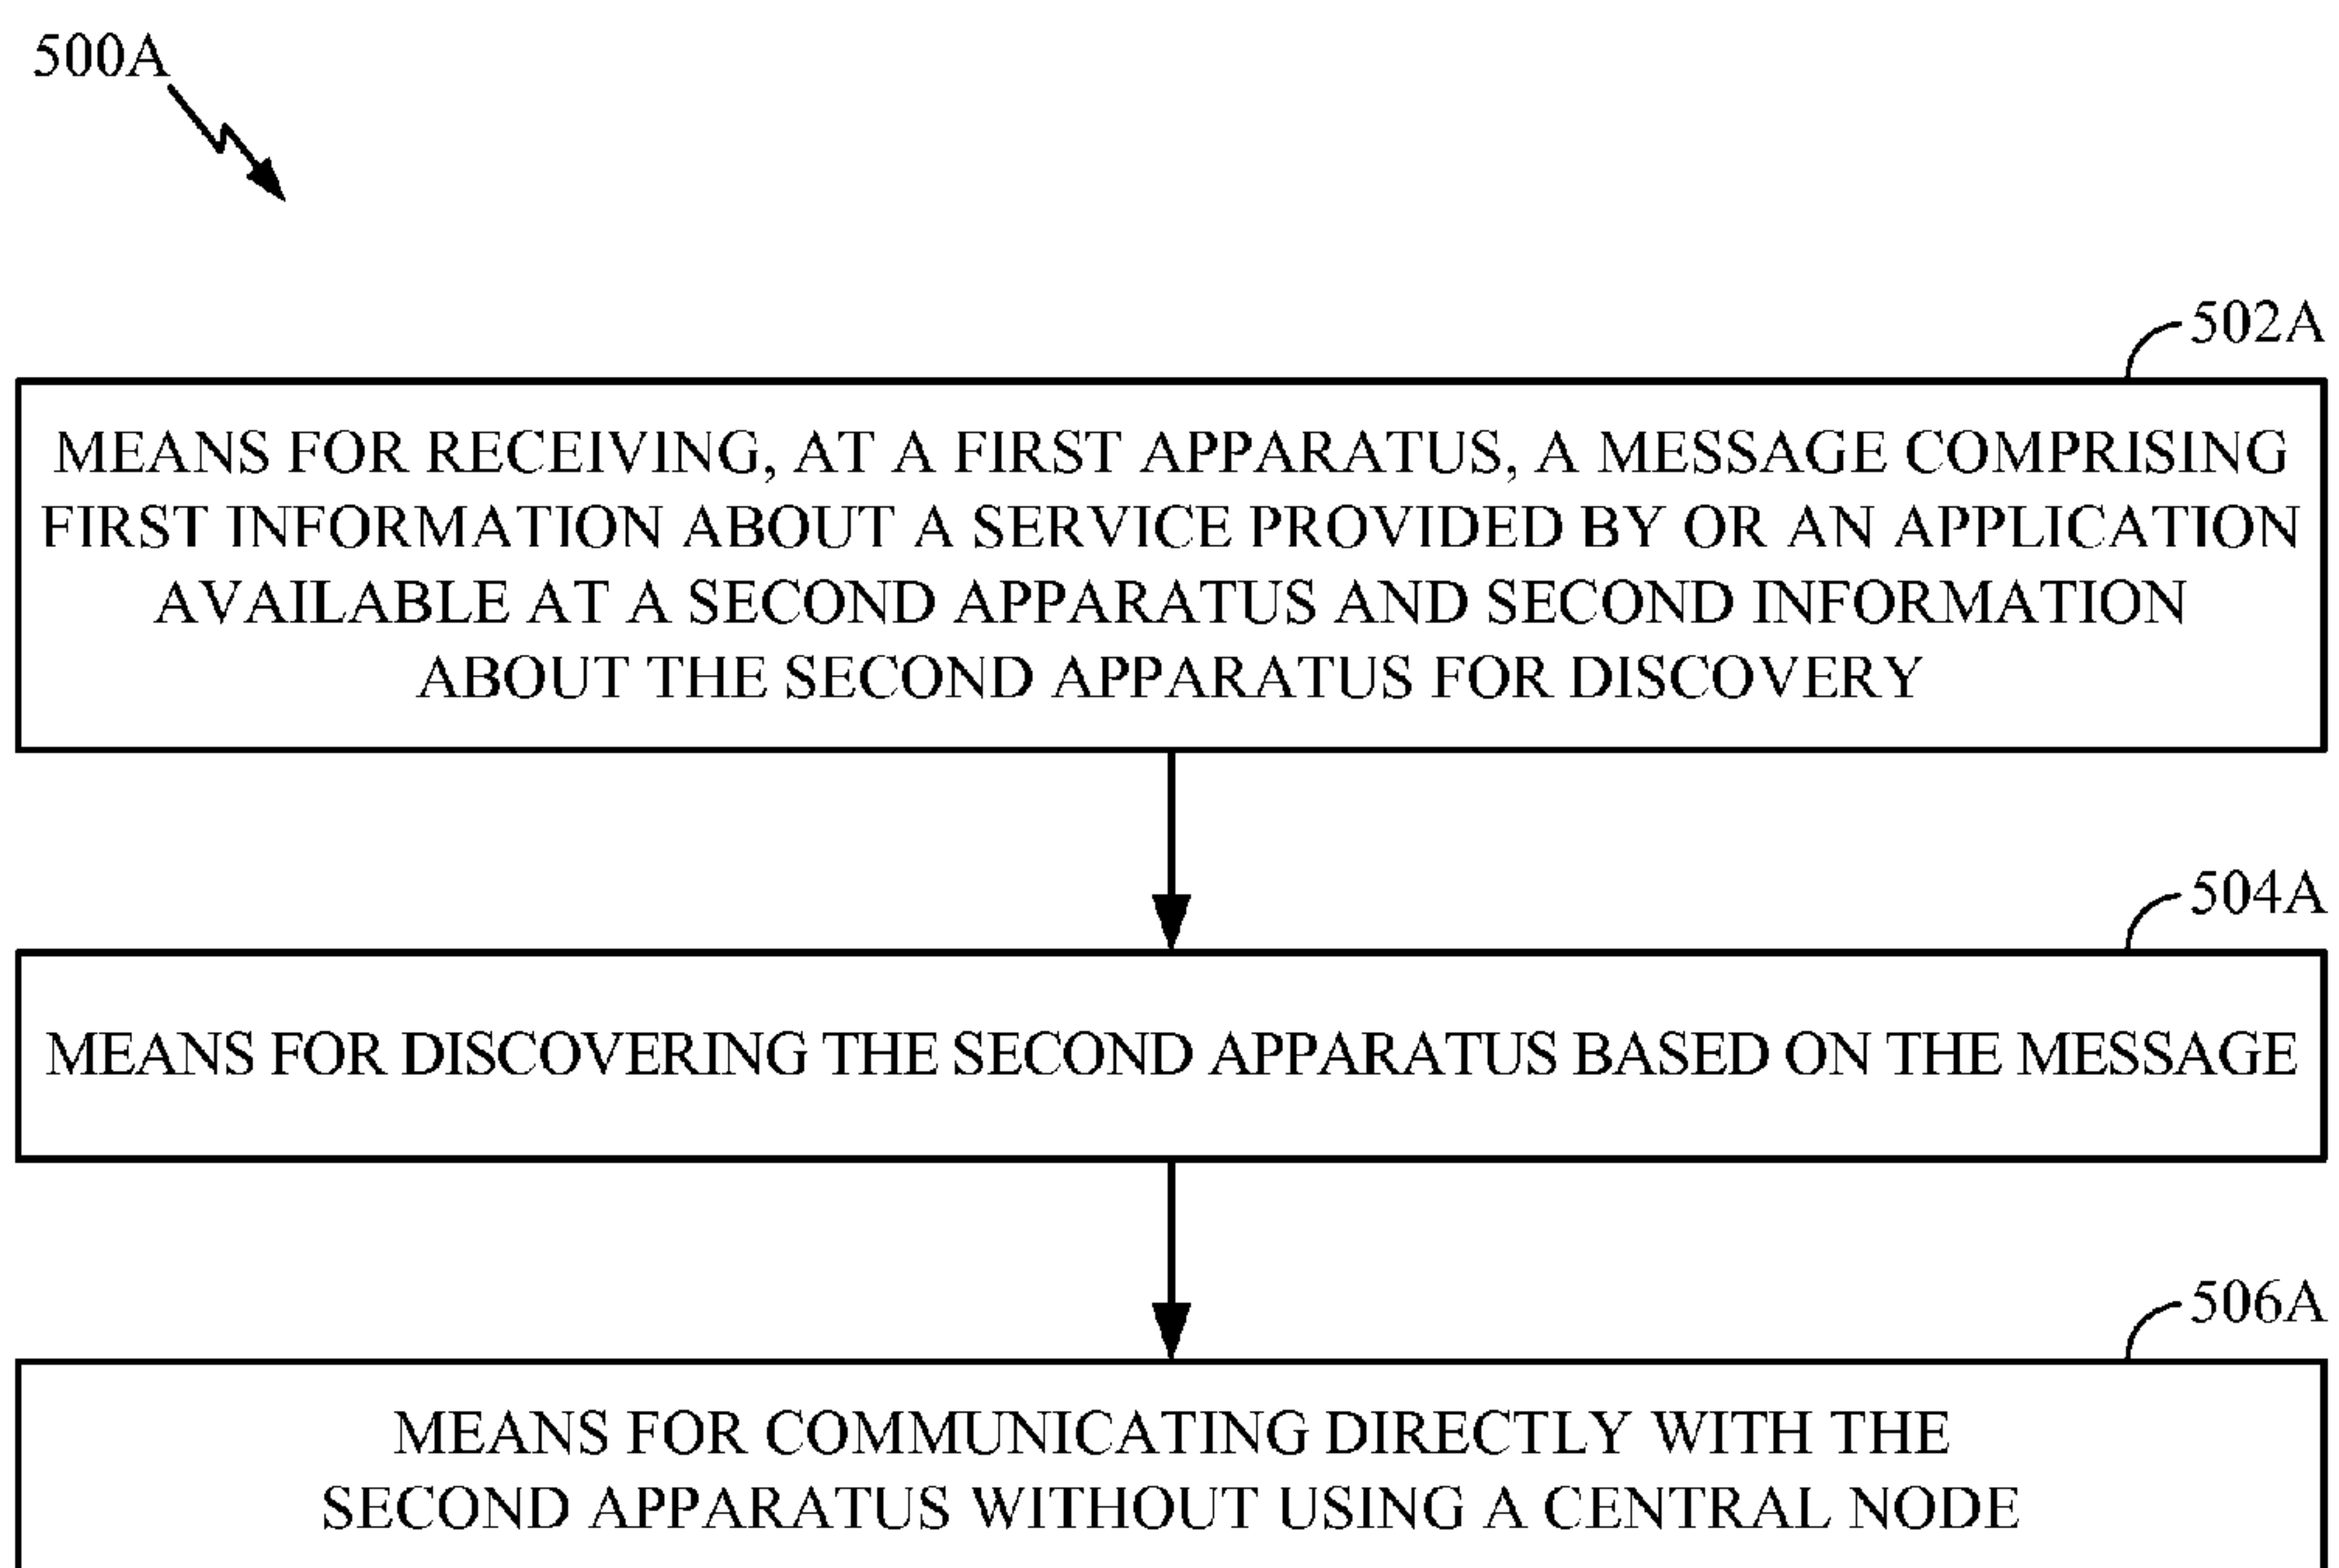 500A
502A
MEANS FOR RECEIVING, AT A FIRST APPARATUS, A MESSAGE COMPRISING
FIRST INFORMATION ABOUT A SERVICE PROVIDED BY OR AN APPLICATION
AVAILABLE AT A SECOND APPARATUS AND SECOND INFORMATION
ABOUT THE SECOND APPARATUS FOR DISCOVERY
504A
MEANS FOR DISCOVERING THE SECOND APPARATUS BASED ON THE MESSAGE
506A
MEANS FOR COMMUNICATING DIRECTLY WITH THE
SECOND APPARATUS WITHOUT USING A CENTRAL NODE